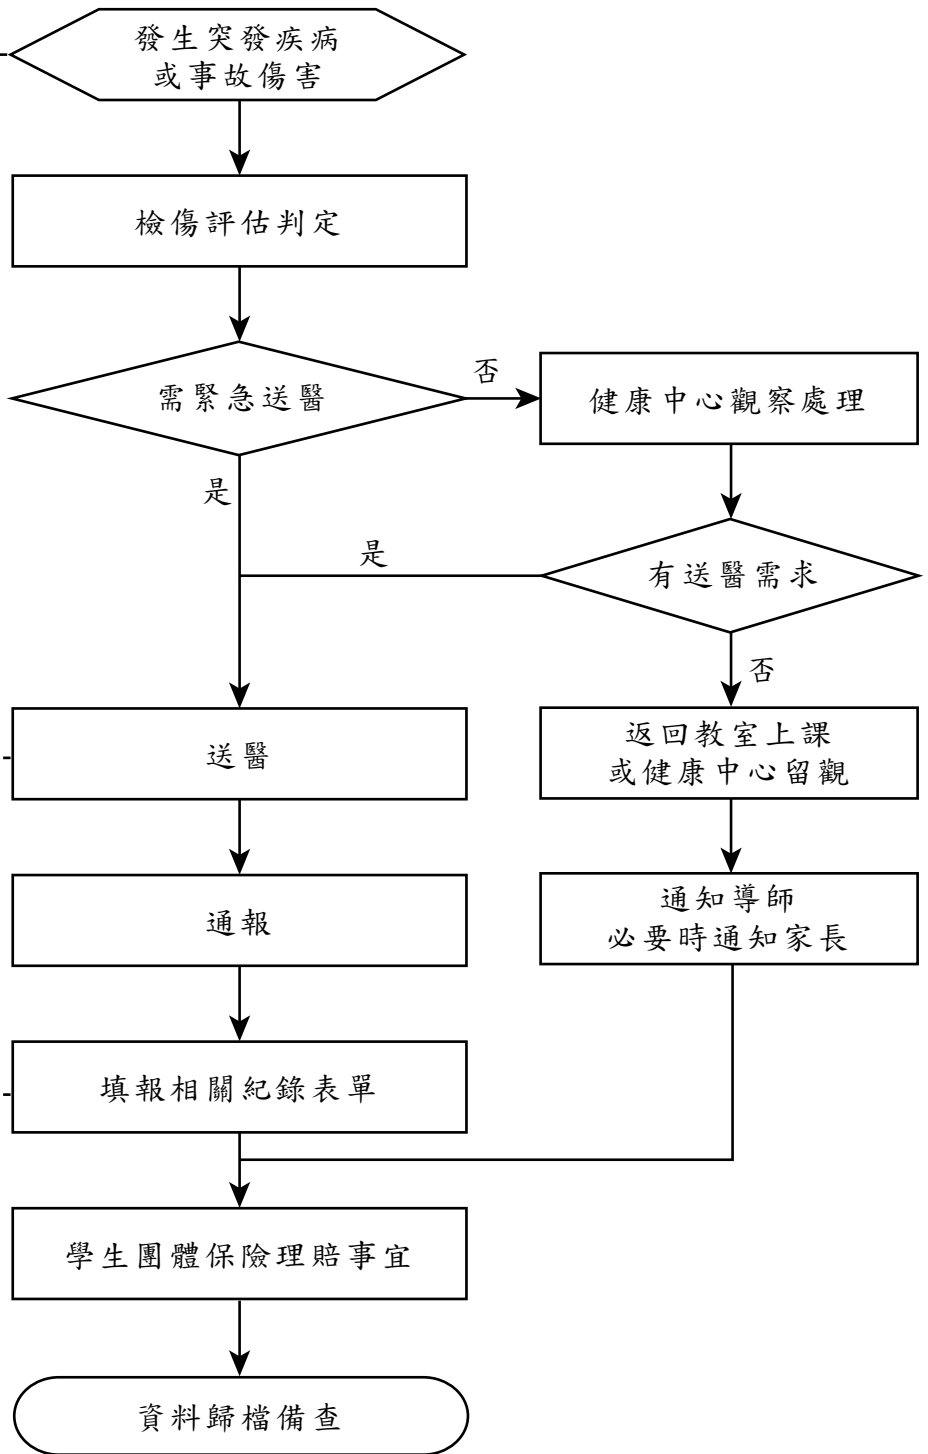 發生突發疾病
或事故傷害
檢傷評估判定
需緊急送醫
否
健康中心觀察處理
是
是
有送醫需求
否
送醫
返回教室上課
或健康中心留觀
通報
通知導師
必要時通知家長
填報相關紀錄表單
學生團體保險理賠事宜
資料歸檔備查